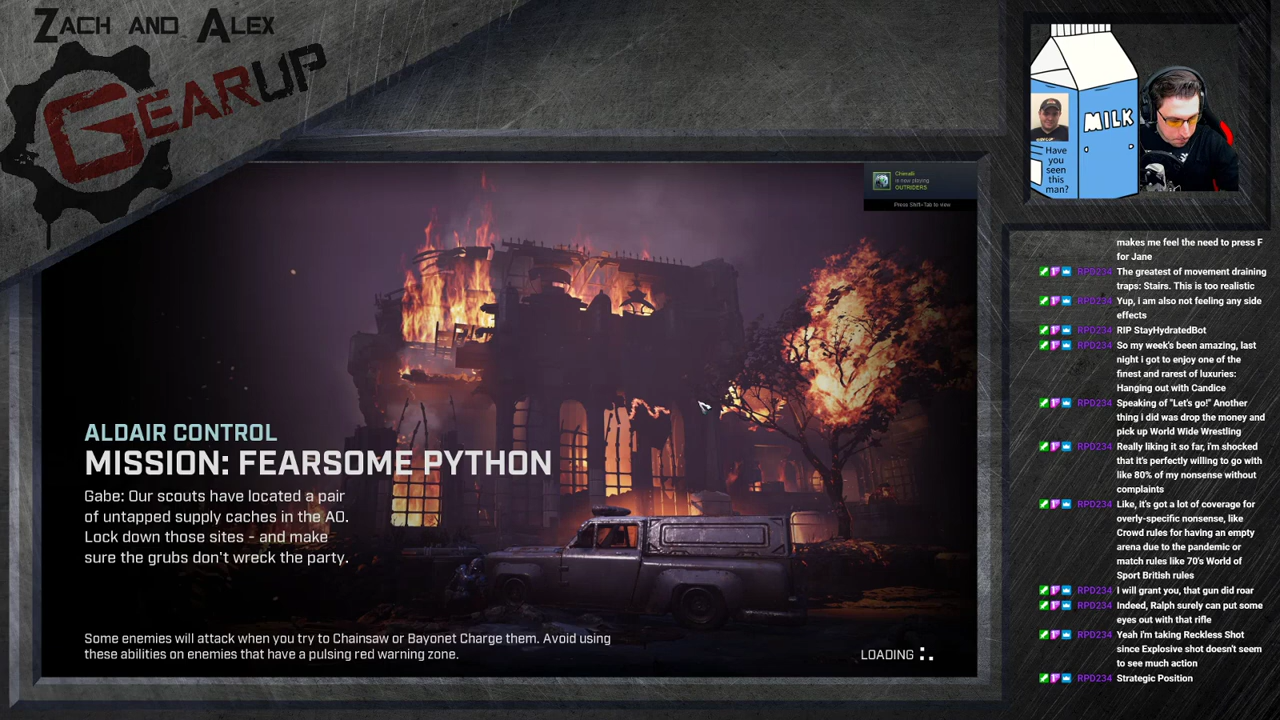 ZACH AND ALEX
GEARUP
MILK
Have
you
seen
this
man?
Chenalii
is now playing
OUTRIDERS
Press Shift+Tab to view
ALDAIR CONTROL
MISSION: FEARSOME PYTHON
Gabe: Our scouts have located a pair
of untapped supply caches in the AO.
Lock down those sites - and make
sure the grubs don't wreck the party.
Some enemies will attack when you try to Chainsaw or Bayonet Charge them. Avoid using
these abilities on enemies that have a pulsing red warning zone.
LOADING
makes me feel the need to press F
for Jane
RPD234 The greatest of movement draining
traps: Stairs. This is too realistic
RPD234 Yup, i am also not feeling any side
effects
RPD234 RIP StayHydratedBot
RPD234 So my week's been amazing, last
night i got to enjoy one of the
finest and rarest of luxuries:
Hanging out with Candice
RPD234 Speaking of "Let's go!" Another
thing i did was drop the money and
pick up World Wide Wrestling
RPD234 Really liking it so far, i'm shocked
that it's perfectly willing to go with
like 80% of my nonsense without
complaints
RPD234 Like, it's got a lot of coverage for
overly-specific nonsense, like
Crowd rules for having an empty
arena due to the pandemic or
match rules like 70's World of
Sport British rules
RPD234 I will grant you, that gun did roar
RPD234 Indeed, Ralph surely can put some
eyes out with that rifle
RPD234 Yeah i'm taking Reckless Shot
since Explosive shot doesn't seem
to see much action
RPD234 Strategic Position